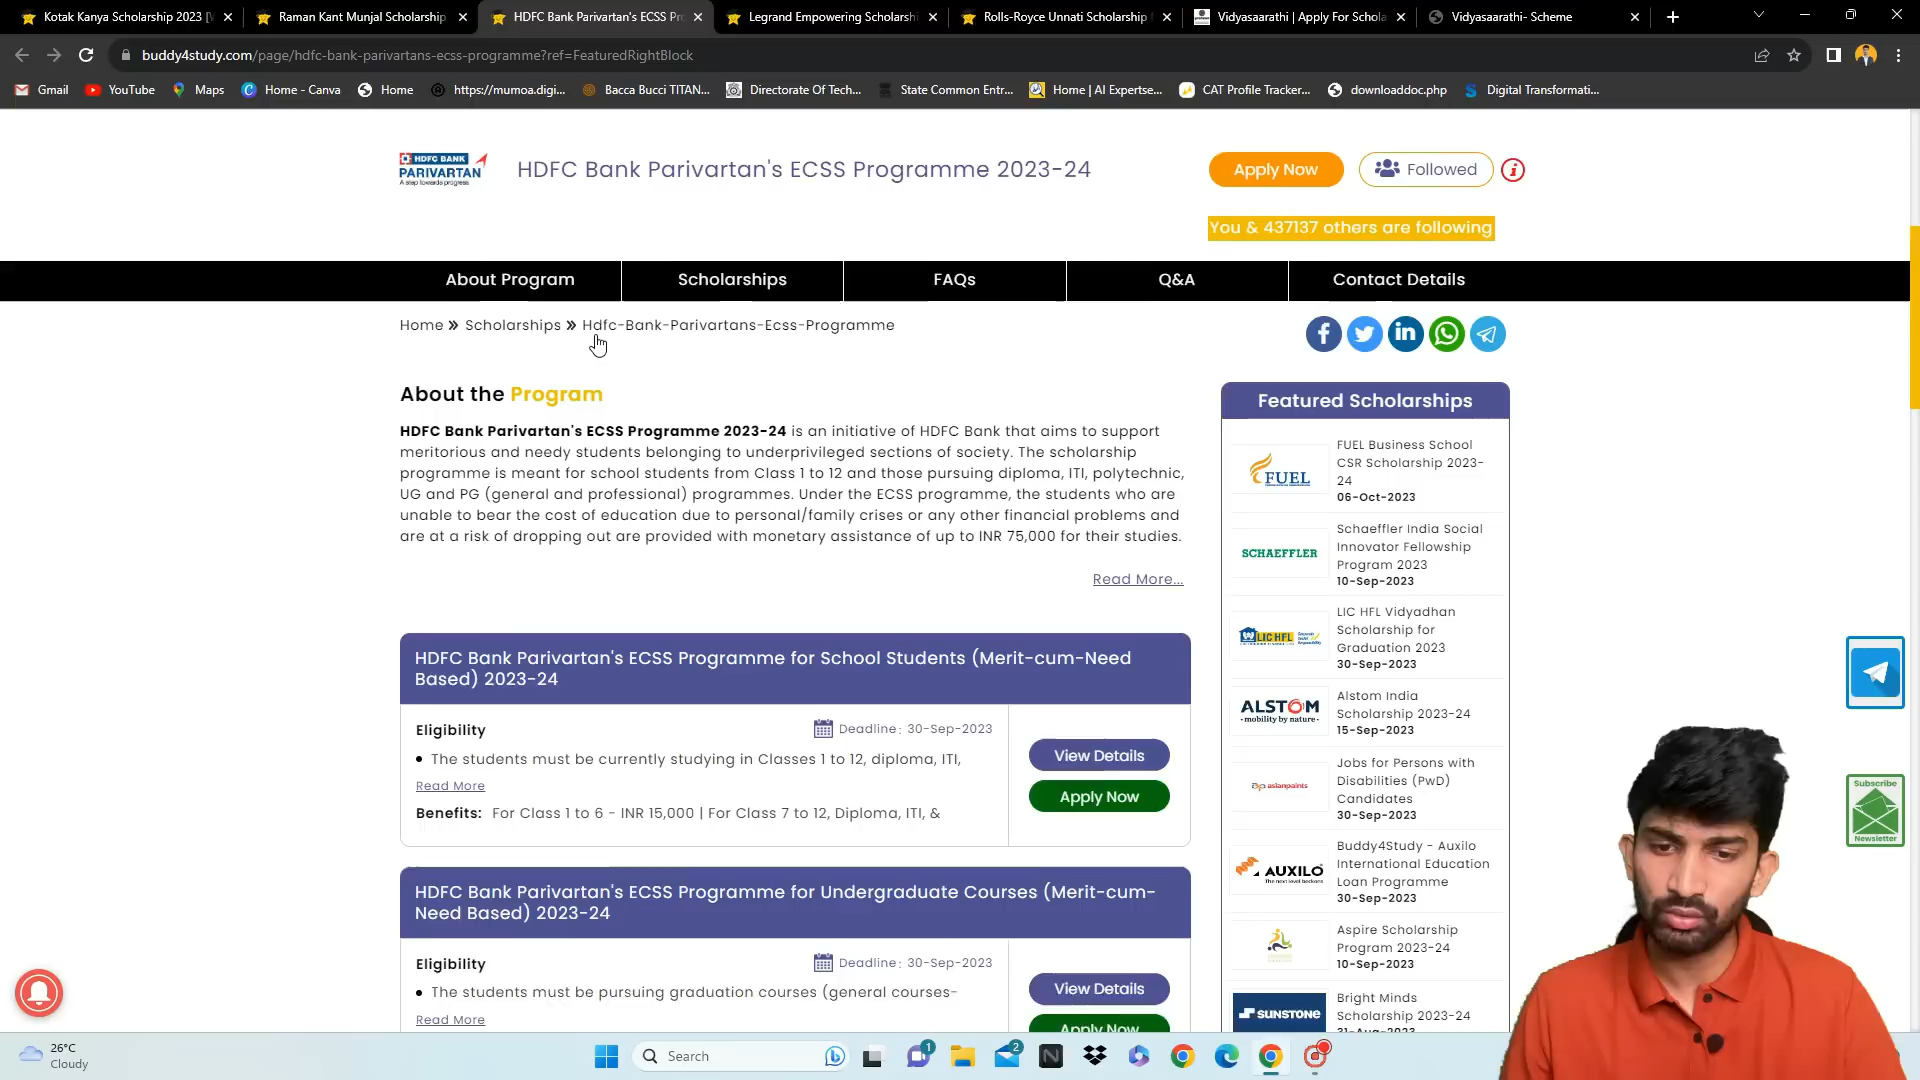 Kotak Kanya Scholarship 2023 [
Raman Kant Munjal Scholarship
HDFC Bank Parivartan's ECSS Pr
Legrand Empowering Scholarsh
Rolls-Royce Unnati Scholarship
Vidyasaarathi | Apply For Schola
Vidyasaarathi- Scheme
buddy4study.com/page/hdfc-bank-parivartans-ecss-programme?ref=FeaturedRightBlock
Gmail
YouTube
Maps
Home - Canva
Home
https://mumoa.digi...
Bacca Bucci TITAN...
Directorate Of Tech...
State Common Entr...
Home | AI Expertse...
CAT Profile Tracker...
downloaddoc.php
Digital Transformati...
HDFC BANK
PARIVARTAN
A step towards progress
HDFC Bank Parivartan's ECSS Programme 2023-24
Apply Now
Followed
You & 437137 others are following
About Program
Scholarships
FAQs
Q&A
Contact Details
Home » Scholarships » Hdfc-Bank-Parivartans-Ecss-Programme
About the Program
HDFC Bank Parivartan's ECSS Programme 2023-24 is an initiative of HDFC Bank that aims to support
meritorious and needy students belonging to underprivileged sections of society. The scholarship
programme is meant for school students from Class 1 to 12 and those pursuing diploma, ITI, polytechnic,
UG and PG (general and professional) programmes. Under the ECSS programme, the students who are
unable to bear the cost of education due to personal/family crises or any other financial problems and
are at a risk of dropping out are provided with monetary assistance of up to INR 75,000 for their studies.
Read More...
HDFC Bank Parivartan's ECSS Programme for School Students (Merit-cum-Need
Based) 2023-24
Eligibility
Deadline: 30-Sep-2023
• The students must be currently studying in Classes 1 to 12, diploma, ITI,
Read More
Benefits: For Class 1 to 6 - INR 15,000 | For Class 7 to 12, Diploma, ITI, &
View Details
Apply Now
HDFC Bank Parivartan's ECSS Programme for Undergraduate Courses (Merit-cum-
Need Based) 2023-24
Eligibility
Deadline: 30-Sep-2023
• The students must be pursuing graduation courses (general courses-
Read More
View Details
Apply Now
Featured Scholarships
FUEL
FUEL Business School
CSR Scholarship 2023-
24
06-Oct-2023
SCHAEFFLER
Schaeffler India Social
Innovator Fellowship
Program 2023
10-Sep-2023
LIC HFL
LIC HFL Vidyadhan
Scholarship for
Graduation 2023
30-Sep-2023
ALSTOM
• mobility by nature •
Alstom India
Scholarship 2023-24
15-Sep-2023
asianpaints
Jobs for Persons with
Disabilities (PwD)
Candidates
30-Sep-2023
AUXILO
The next level beckons
Buddy4Study - Auxilo
International Education
Loan Programme
30-Sep-2023
Aspire Scholarship
Program 2023-24
10-Sep-2023
SUNSTONE
Bright Minds
Scholarship 2023-24
31-Aug-2023
Subscribe
Newsletter
26°C
Cloudy
Search
1
2